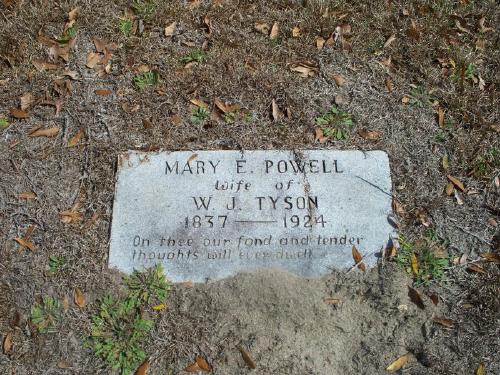 MARY E. POWELL
Wife of
W. J. TYSON
1837 — 1924
On thee our fond and tender
thoughts will ever dwell.